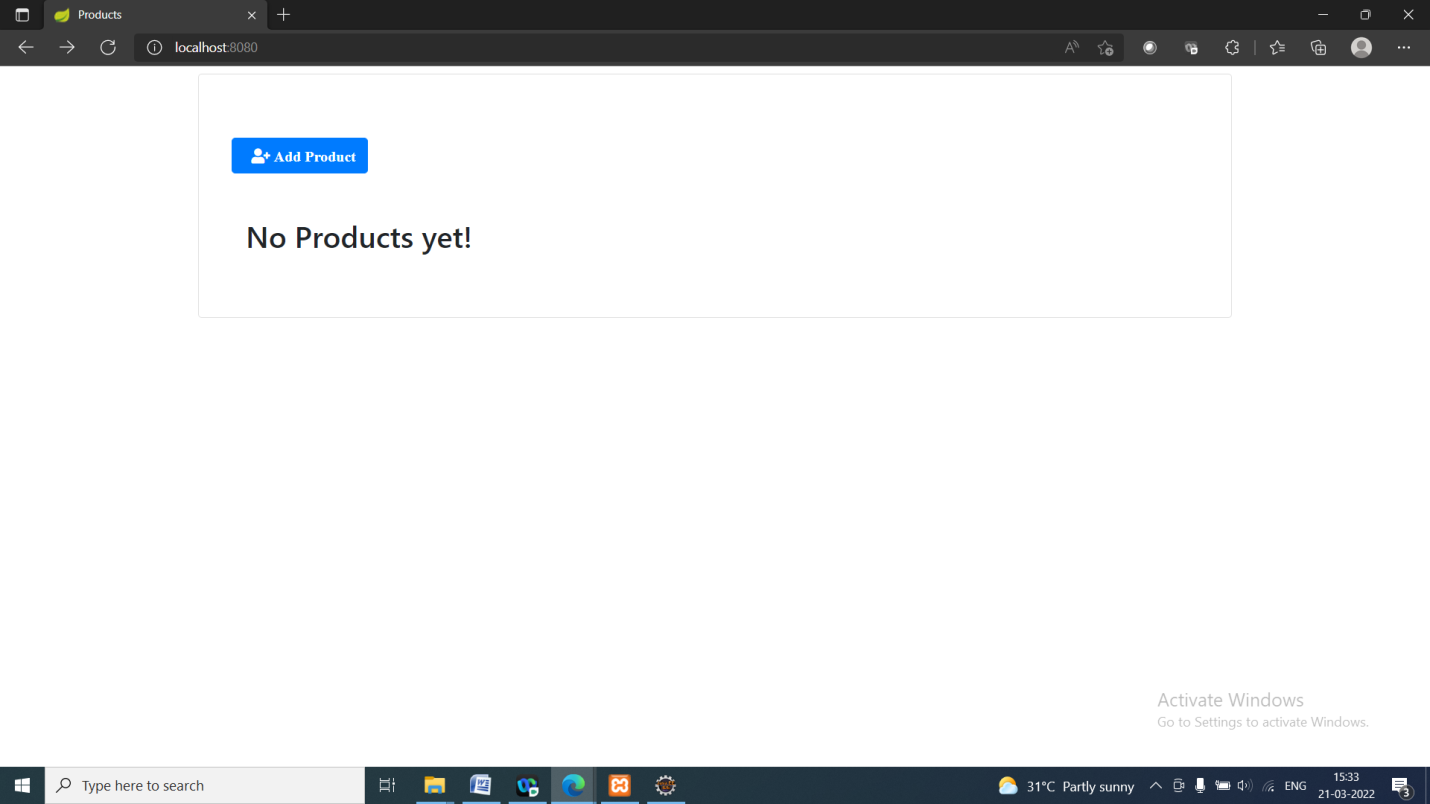 Products
localhost:8080
Add Product
No Products yet!
Activate Windows
Go to Settings to activate Windows.
Type here to search
31°C Partly sunny
ENG
15:33
21-03-2022
3